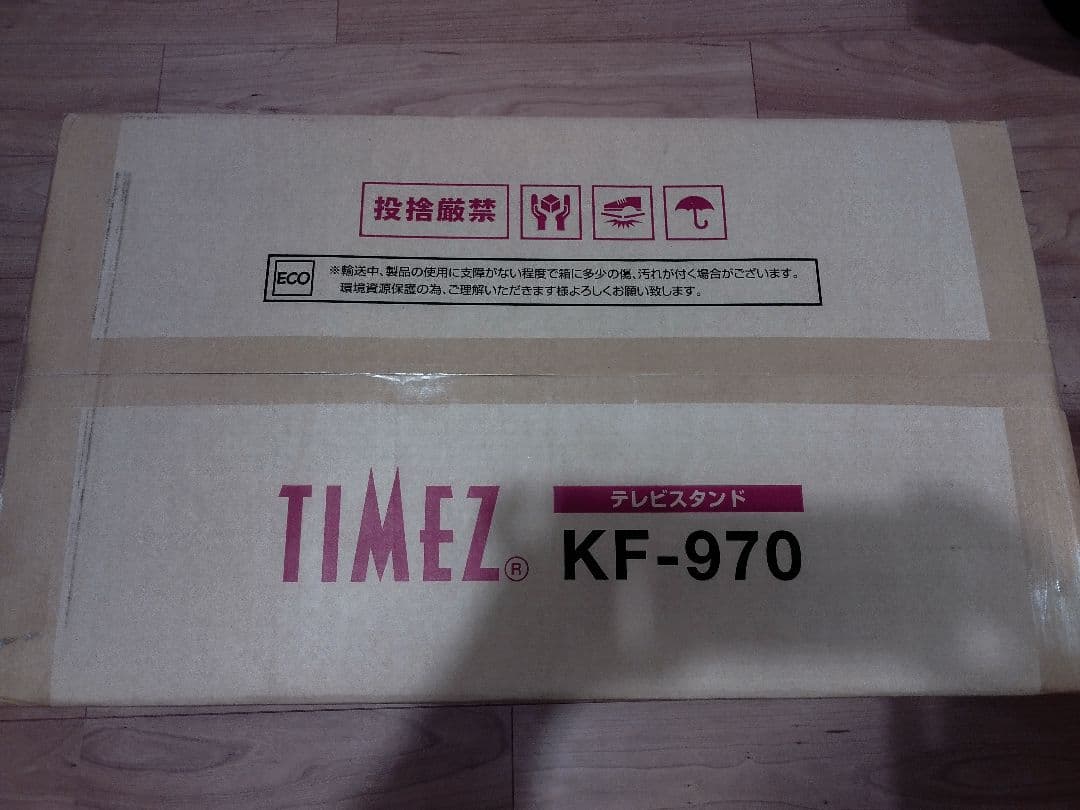 投捨厳禁
ECO
※輸送中、製品の使用に支障がない程度で箱に多少の傷、汚れが付く場合がございます。
環境資源保護の為、ご理解いただきます様よろしくお願い致します。
TIMEZ®
テレビスタンド
KF-970